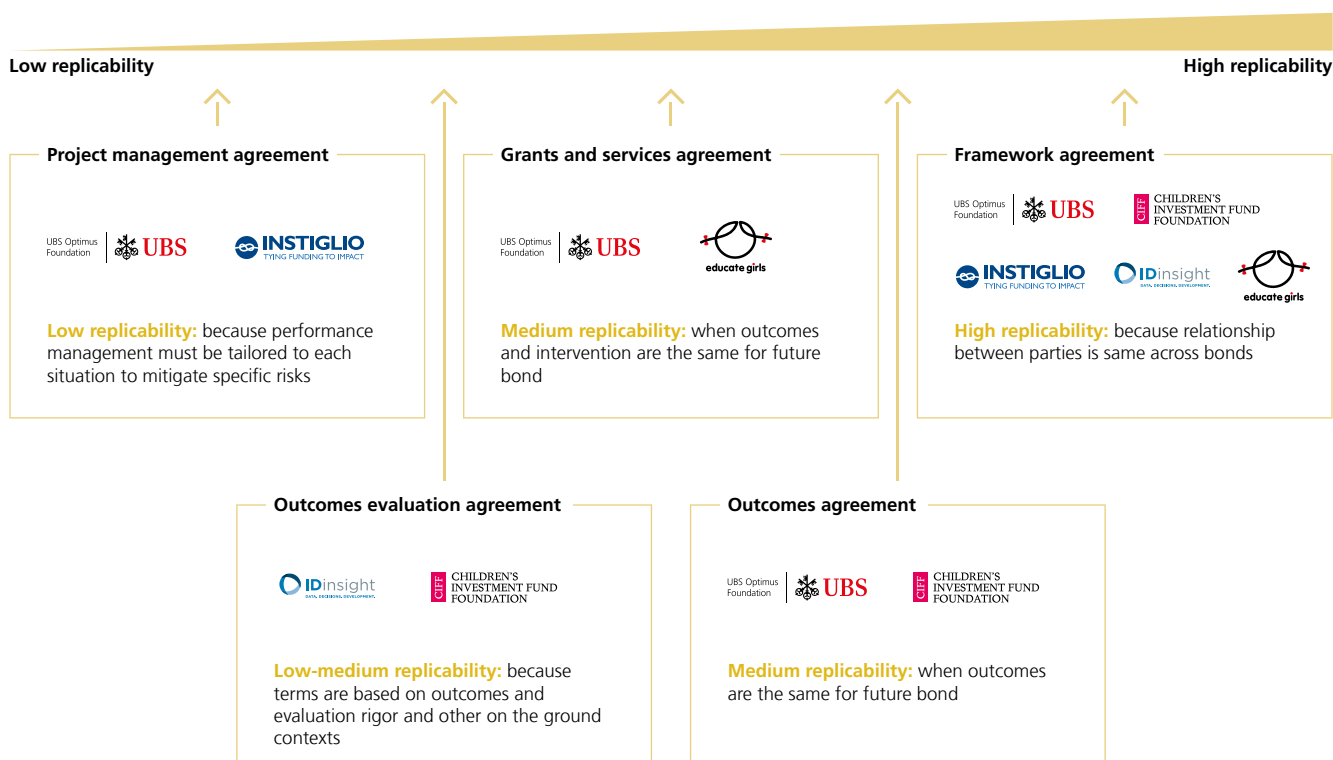 Low replicability
High replicability
Project management agreement
UBS Optimus
Foundation
UBS
INSTIGLIO
TYING FUNDING TO IMPACT
Low replicability: because performance
management must be tailored to each
situation to mitigate specific risks
Grants and services agreement
UBS Optimus
Foundation
UBS
educate girls
Medium replicability: when outcomes
and intervention are the same for future
bond
Framework agreement
UBS Optimus
Foundation
UBS
CIFF
CHILDREN'S
INVESTMENT FUND
FOUNDATION
INSTIGLIO
TYING FUNDING TO IMPACT
IDinsight
DATA. DECISIONS. DEVELOPMENT.
educate girls
High replicability: because relationship
between parties is same across bonds
Outcomes evaluation agreement
IDinsight
DATA. DECISIONS. DEVELOPMENT.
CIFF
CHILDREN'S
INVESTMENT FUND
FOUNDATION
Low-medium replicability: because
terms are based on outcomes and
evaluation rigor and other on the ground
contexts
Outcomes agreement
UBS Optimus
Foundation
UBS
CIFF
CHILDREN'S
INVESTMENT FUND
FOUNDATION
Medium replicability: when outcomes
are the same for future bond